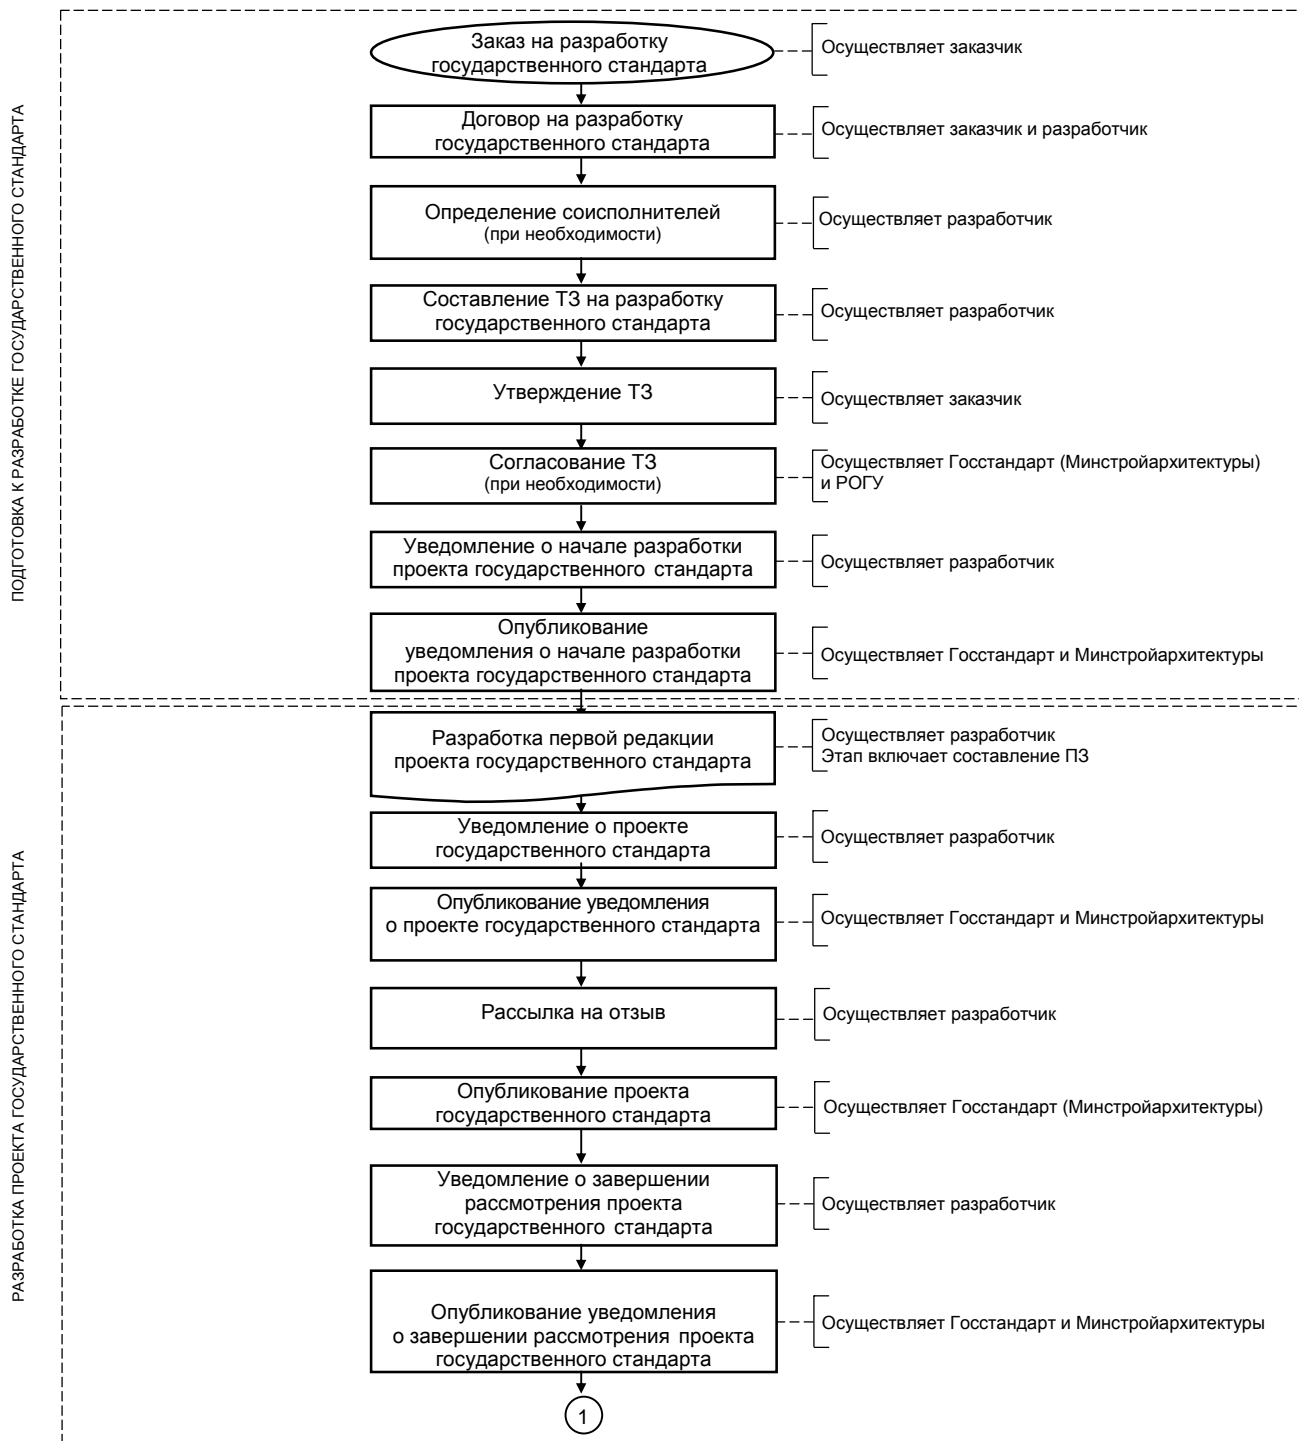 ПОДГОТОВКА К РАЗРАБОТКЕ ГОСУДАРСТВЕННОГО СТАНДАРТА
Заказ на разработку
государственного стандарта
Осуществляет заказчик
Договор на разработку
государственного стандарта
Осуществляет заказчик и разработчик
Определение соисполнителей
(при необходимости)
Осуществляет разработчик
Составление ТЗ на разработку
государственного стандарта
Осуществляет разработчик
Утверждение ТЗ
Осуществляет заказчик
Согласование ТЗ
(при необходимости)
Осуществляет Госстандарт (Минстройархитектуры)
и РОГУ
Уведомление о начале разработки
проекта государственного стандарта
Осуществляет разработчик
Опубликование
уведомления о начале разработки
проекта государственного стандарта
Осуществляет Госстандарт и Минстройархитектуры
РАЗРАБОТКА ПРОЕКТА ГОСУДАРСТВЕННОГО СТАНДАРТА
Разработка первой редакции
проекта государственного стандарта
Осуществляет разработчик
Этап включает составление ПЗ
Уведомление о проекте
государственного стандарта
Осуществляет разработчик
Опубликование уведомления
о проекте государственного стандарта
Осуществляет Госстандарт и Минстройархитектуры
Рассылка на отзыв
Осуществляет разработчик
Опубликование проекта
государственного стандарта
Осуществляет Госстандарт (Минстройархитектуры)
Уведомление о завершении
рассмотрения проекта
государственного стандарта
Осуществляет разработчик
Опубликование уведомления
о завершении рассмотрения проекта
государственного стандарта
Осуществляет Госстандарт и Минстройархитектуры
1